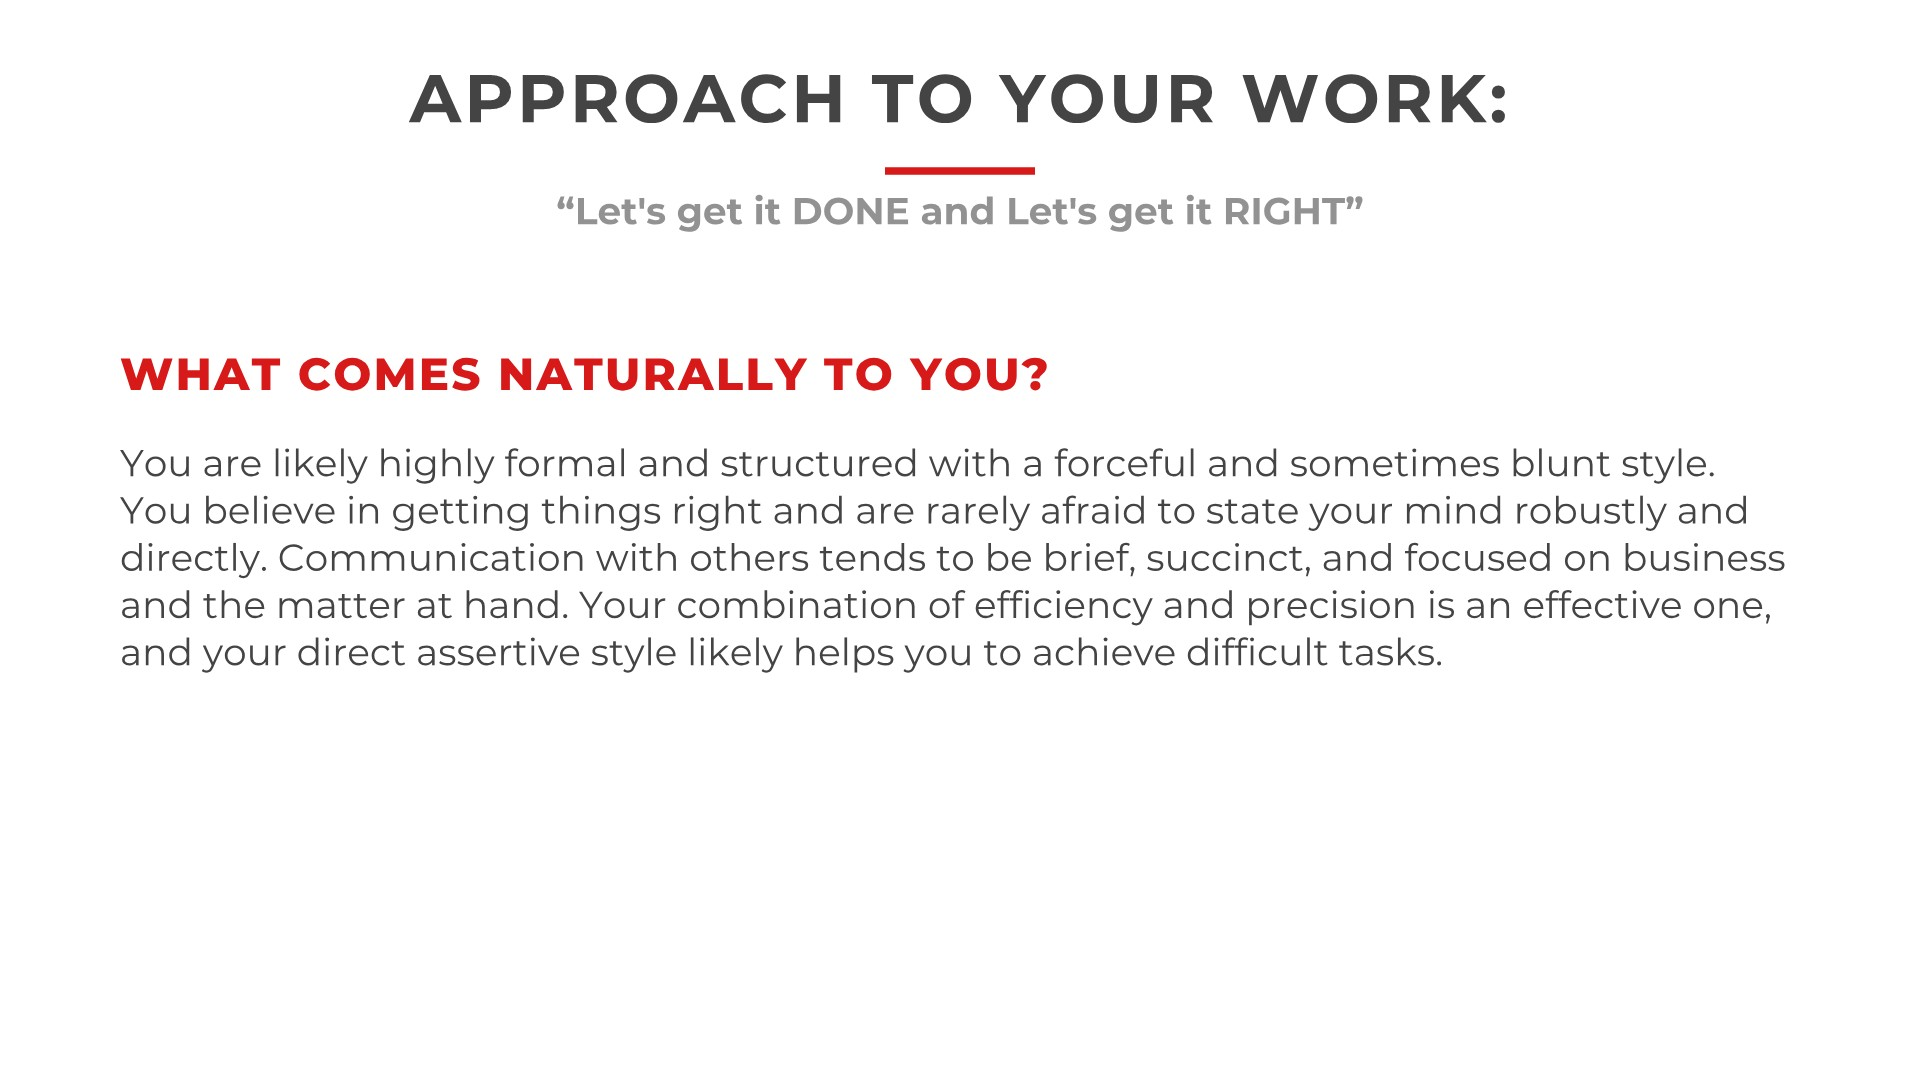 APPROACH TO YOUR WORK:
“Let's get it DONE and Let's get it RIGHT”
WHAT COMES NATURALLY TO YOU?
You are likely highly formal and structured with a forceful and sometimes blunt style.
You believe in getting things right and are rarely afraid to state your mind robustly and
directly. Communication with others tends to be brief, succinct, and focused on business
and the matter at hand. Your combination of efficiency and precision is an effective one,
and your direct assertive style likely helps you to achieve difficult tasks.